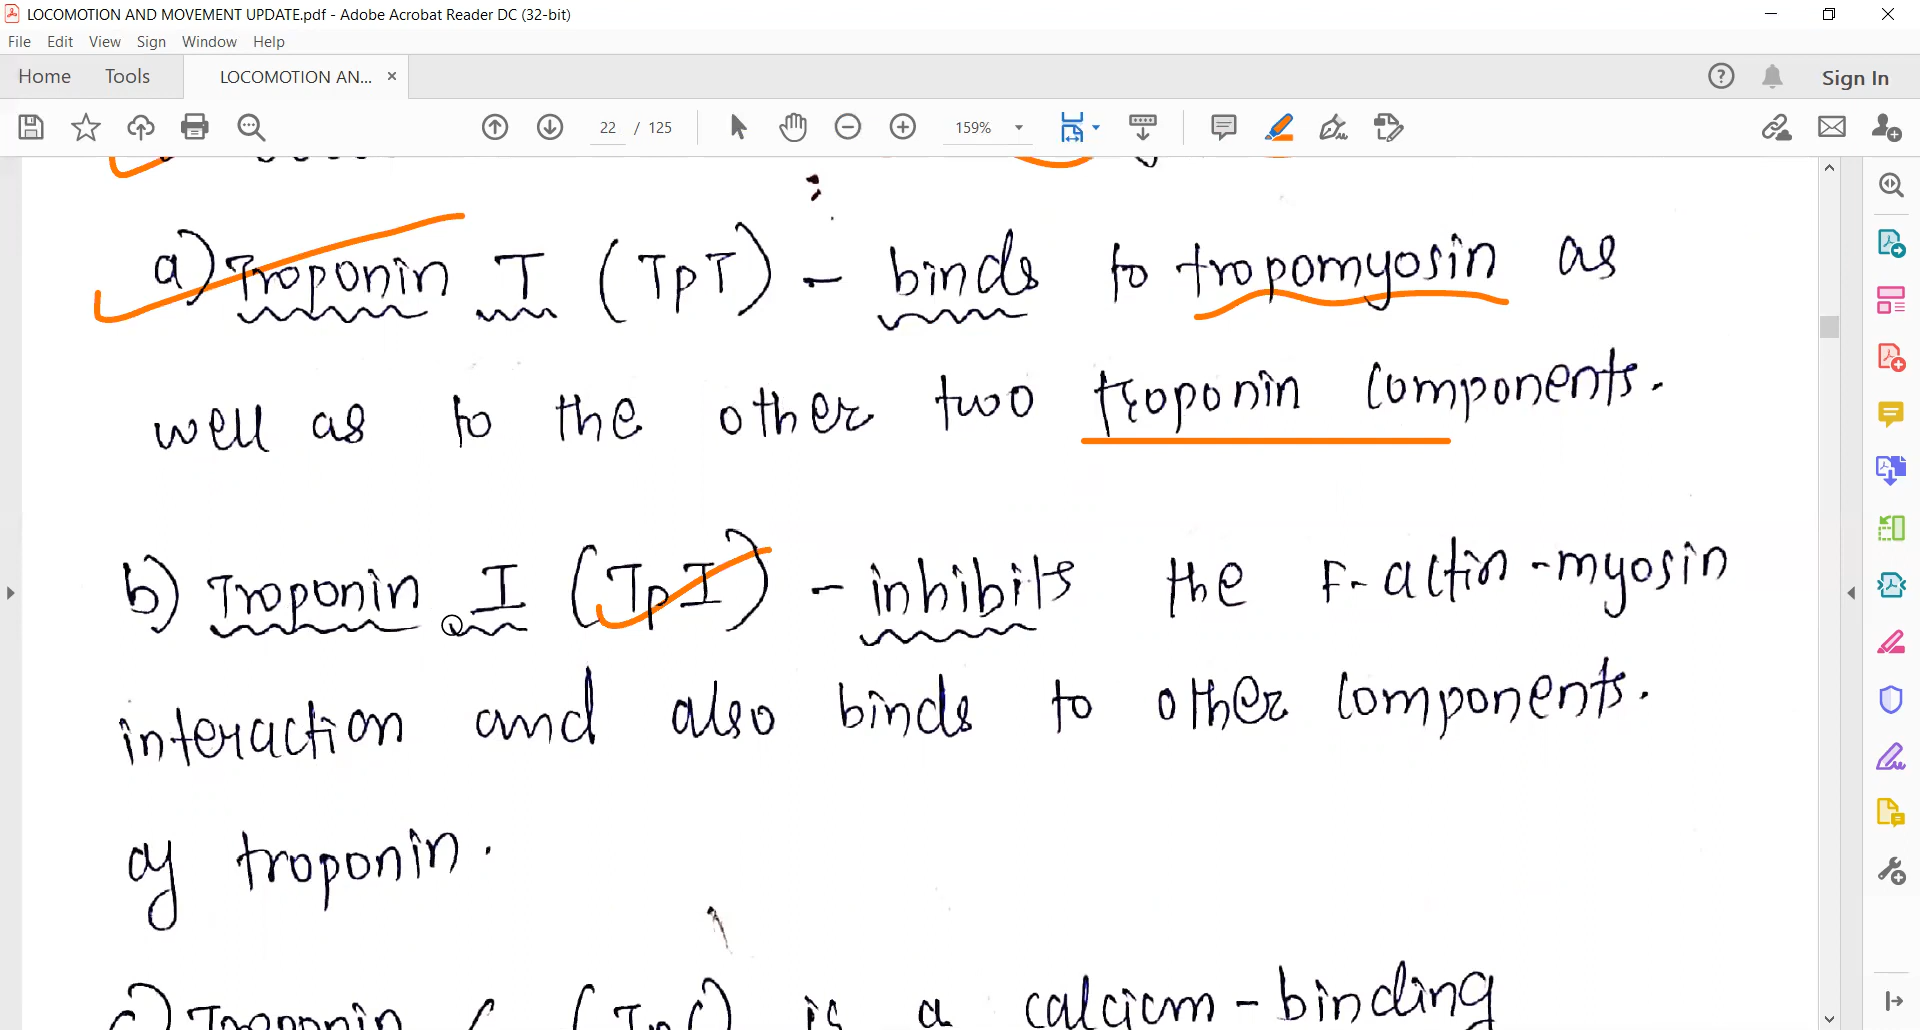 LOCOMOTION AND MOVEMENT UPDATE.pdf - Adobe Acrobat Reader DC (32-bit)
File Edit View Sign Window Help
Home Tools LOCOMOTION AN... × Sign In
22 / 125 159%
a) Troponin T (TpT) - binds to tropomyosin as
well as to the other two troponin components.
b) Troponin I (TpI) - inhibits the F-actin-myosin
interaction and also binds to other components.
of troponin.
c) Troponin C (TpC) is a calcium-binding